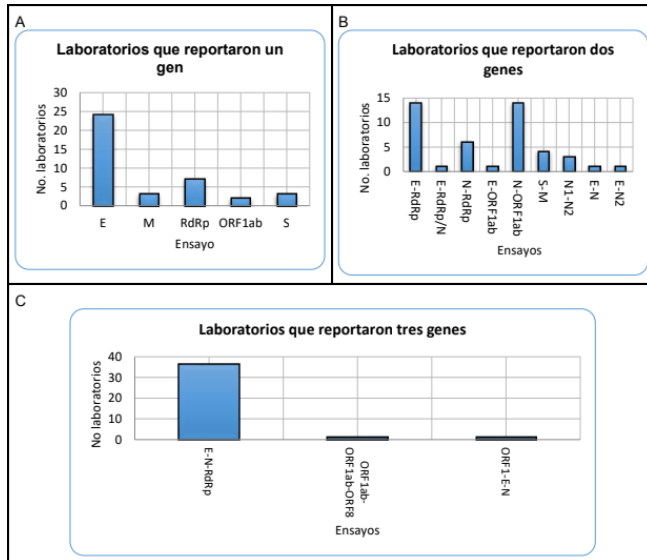 A
Laboratorios que reportaron un
gen
No. laboratorios
30
25
20
15
10
5
0
E M RdRp ORF1ab S
Ensayo
B
Laboratorios que reportaron dos
genes
No. laboratorios
15
10
5
0
E-RdRp
E-RdRp/N
N-RdRp
E-ORF1ab
N-ORF1ab
S-M
N1-N2
E-N
E-N2
Ensayos
C
Laboratorios que reportaron tres genes
No laboratorios
40
30
20
10
0
E-N-RdRp
ORF1ab-
ORF1ab-ORF8
ORF1-E-N
Ensayos